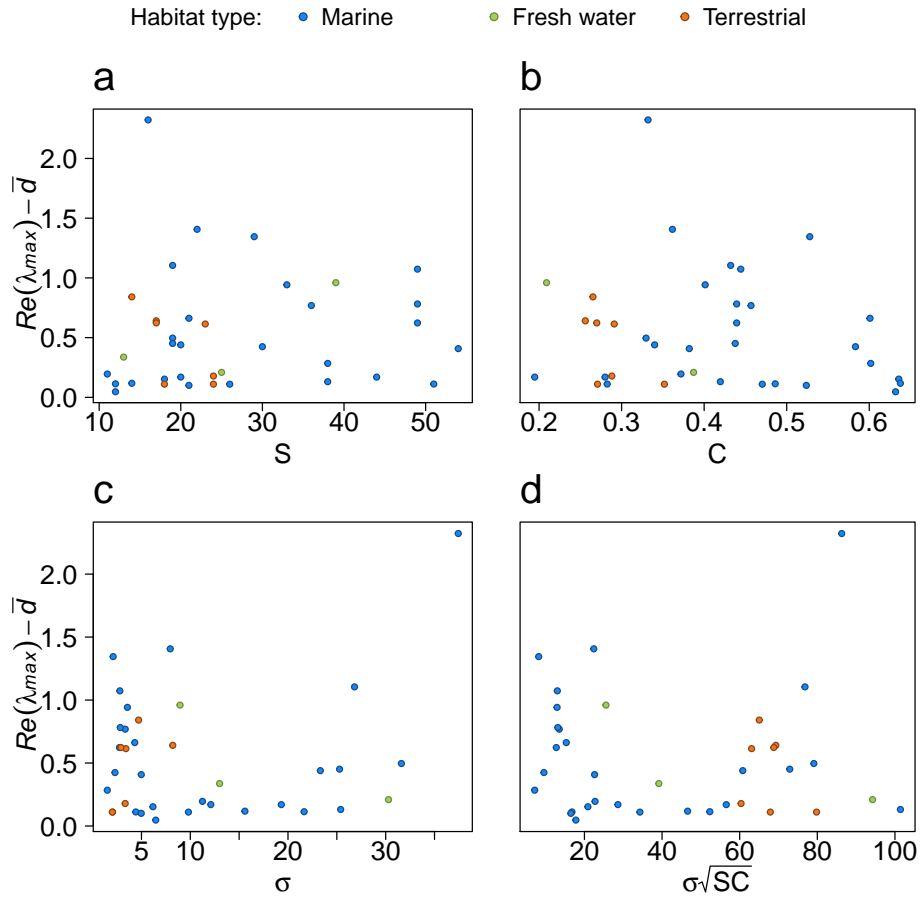 Habitat type: Marine Fresh water Terrestrial
a
b
Re(λmax) − d̅
2.0
1.5
1.0
0.5
0.0
10 20 30 40 50
S
0.2 0.3 0.4 0.5 0.6
C
c
d
Re(λmax) − d̅
2.0
1.5
1.0
0.5
0.0
5 10 20 30
σ
20 40 60 80 100
σ√SC